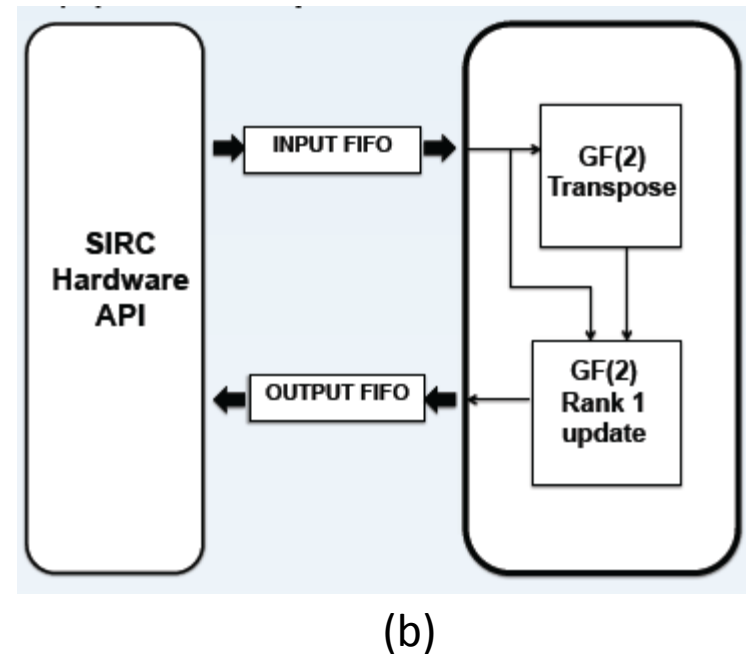 SIRC
Hardware
API
INPUT FIFO
OUTPUT FIFO
GF(2)
Transpose
GF(2)
Rank 1
update
(b)